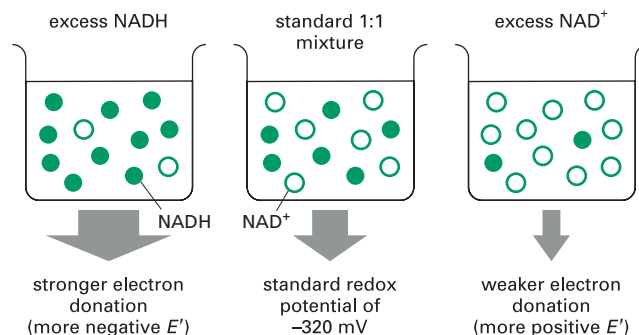 excess NADH
standard 1:1
mixture
excess NAD⁺
NADH
NAD⁺
stronger electron
donation
(more negative E′)
standard redox
potential of
–320 mV
weaker electron
donation
(more positive E′)